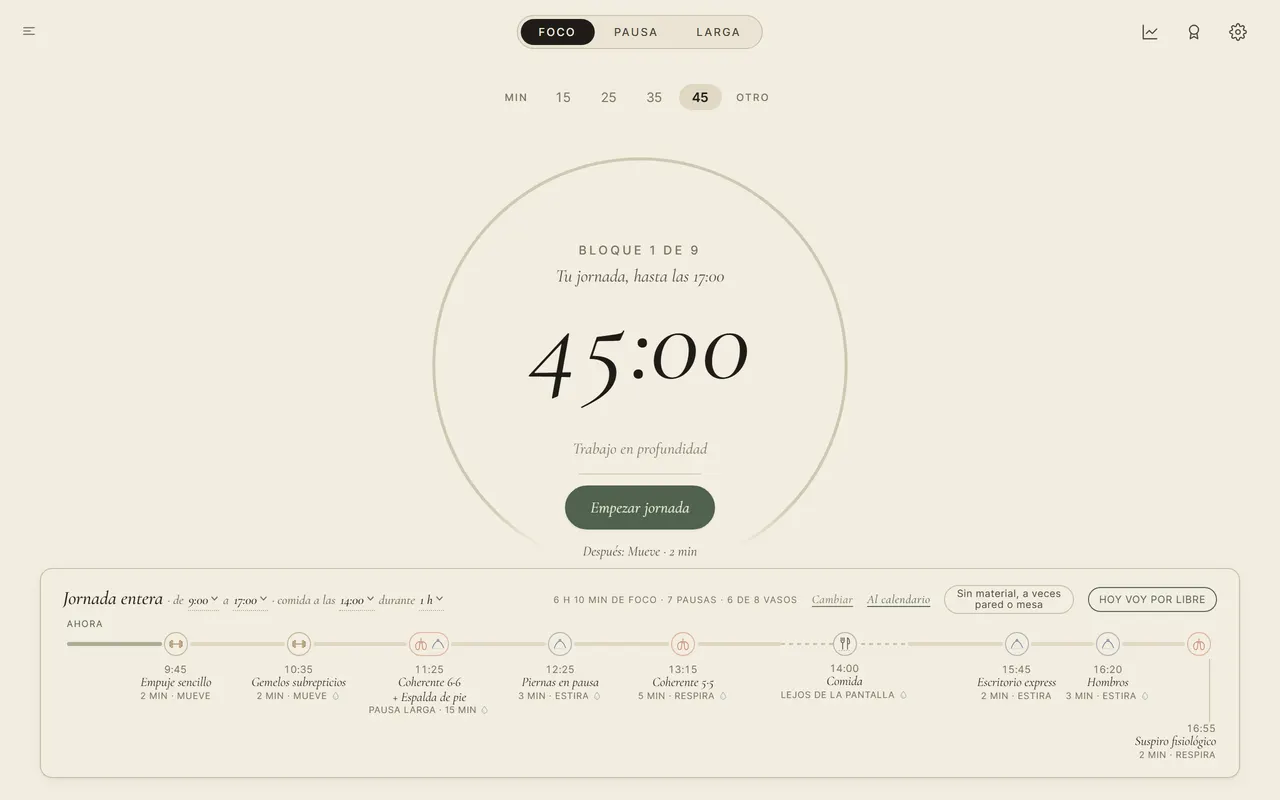 FOCO PAUSA LARGA
MIN 15 25 35 45 OTRO
BLOQUE 1 DE 9
Tu jornada, hasta las 17:00
45:00
Trabajo en profundidad
Empezar jornada
Después: Mueve · 2 min
Jornada entera · de 9:00 a 17:00 · comida a las 14:00 durante 1 h
6 H 10 MIN DE FOCO · 7 PAUSAS · 6 DE 8 VASOS
Cambiar
Al calendario
Sin material, a veces
pared o mesa
HOY VOY POR LIBRE
AHORA
9:45
Empuje sencillo
2 MIN · MUEVE
10:35
Gemelos subrepticios
2 MIN · MUEVE
11:25
Coherente 6-6
+ Espalda de pie
PAUSA LARGA · 15 MIN
12:25
Piernas en pausa
3 MIN · ESTIRA
13:15
Coherente 5-5
5 MIN · RESPIRA
14:00
Comida
LEJOS DE LA PANTALLA
15:45
Escritorio express
2 MIN · ESTIRA
16:20
Hombros
3 MIN · ESTIRA
16:55
Suspiro fisiológico
2 MIN · RESPIRA